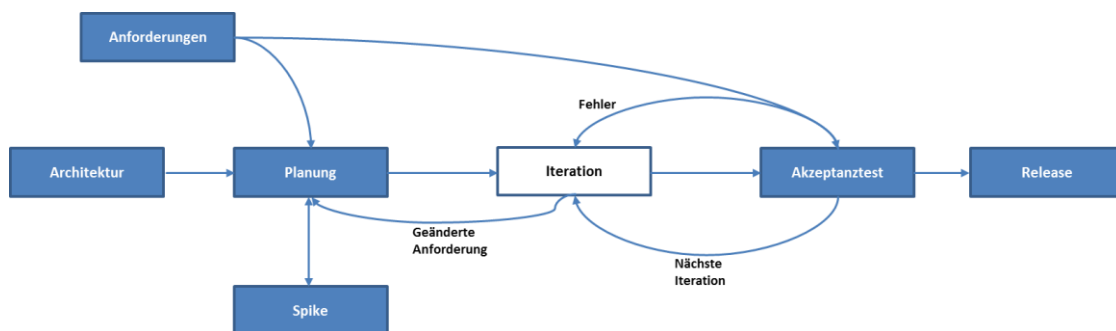 Anforderungen
Fehler
Architektur
Planung
Iteration
Akzeptanztest
Release
Geänderte
Anforderung
Nächste
Iteration
Spike